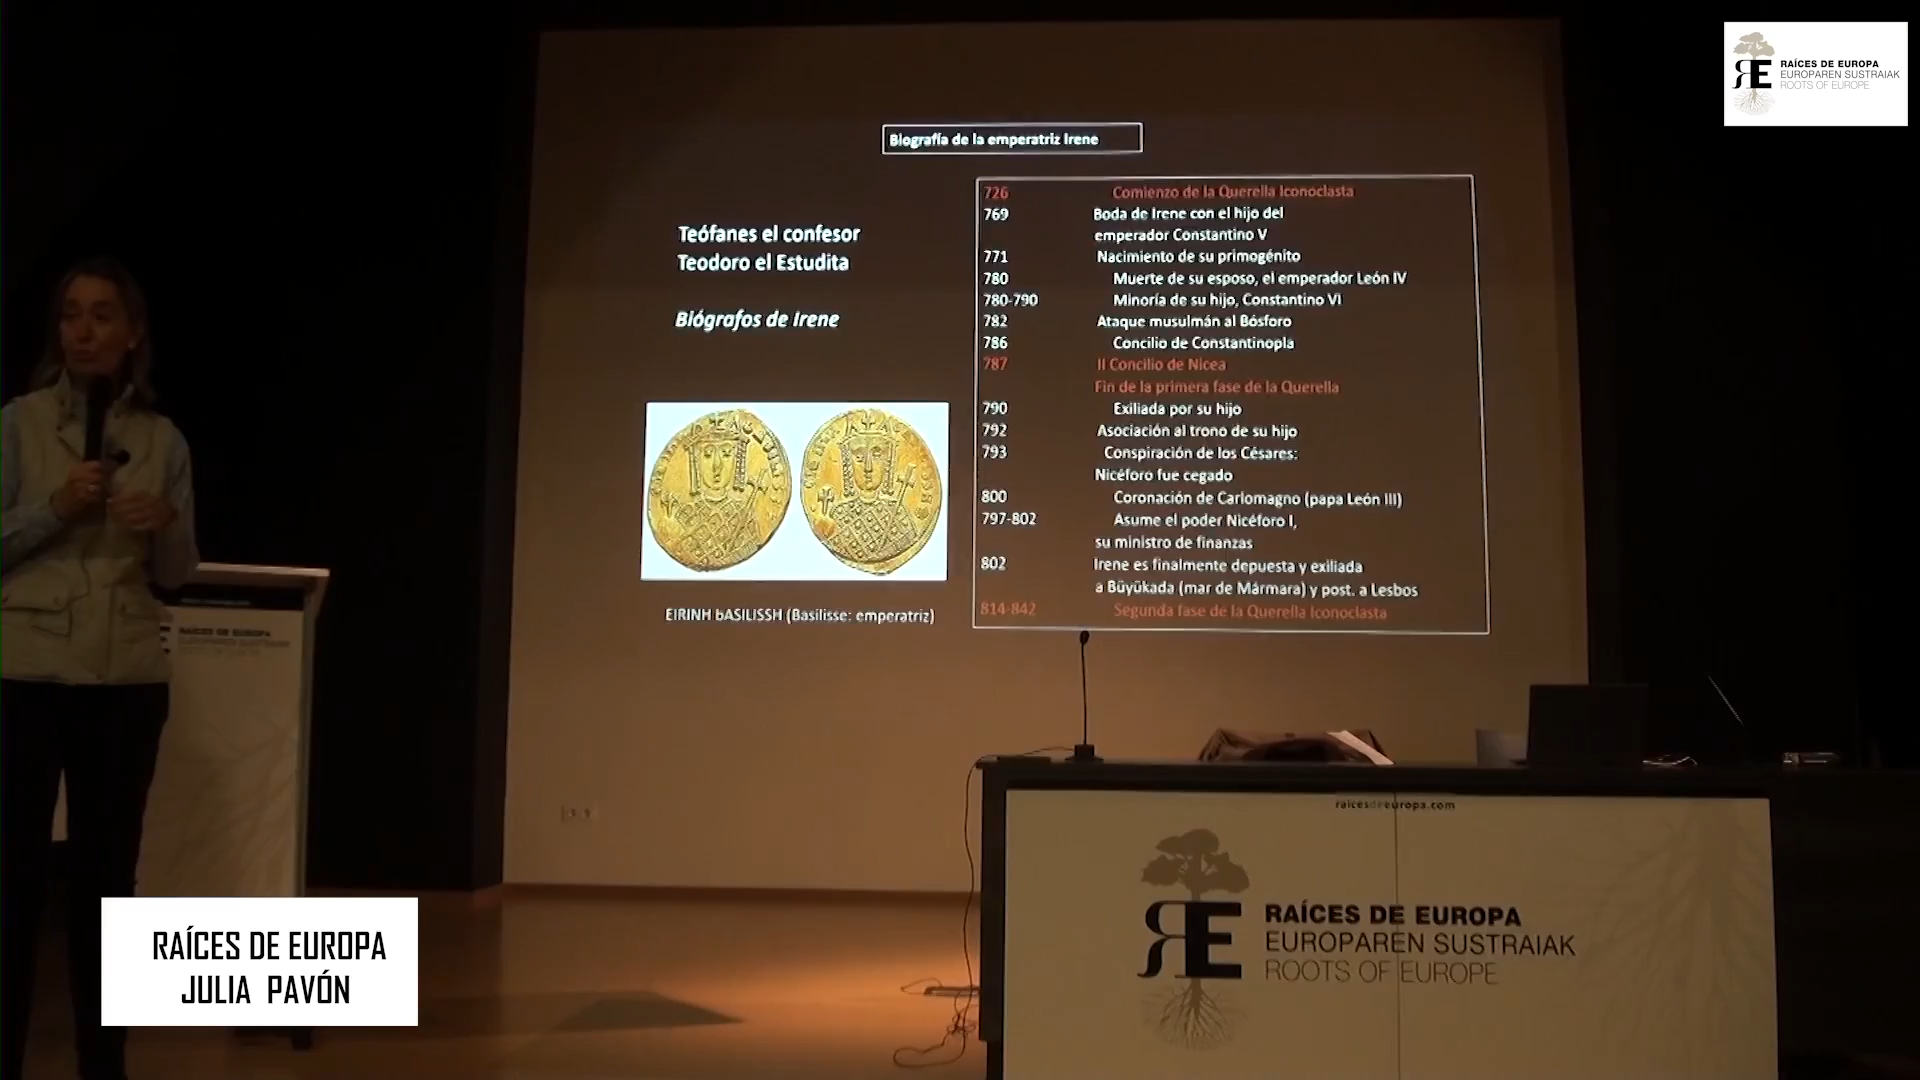 RAÍCES DE EUROPA
EUROPAREN SUSTRAIAK
ROOTS OF EUROPE
Biografía de la emperatriz Irene
Teófanes el confesor
Teodoro el Estudita
Biógrafos de Irene
EIRINH bASILISSH (Basilisse: emperatriz)
726 Comienzo de la Querella Iconoclasta
769 Boda de Irene con el hijo del
emperador Constantino V
771 Nacimiento de su primogénito
780 Muerte de su esposo, el emperador León IV
780-790 Minoría de su hijo, Constantino VI
782 Ataque musulmán al Bósforo
786 Concilio de Constantinopla
787 II Concilio de Nicea
Fin de la primera fase de la Querella
790 Exiliada por su hijo
792 Asociación al trono de su hijo
793 Conspiración de los Césares:
Nicéforo fue cegado
800 Coronación de Carlomagno (papa León III)
797-802 Asume el poder Nicéforo I,
su ministro de finanzas
802 Irene es finalmente depuesta y exiliada
a Büyükada (mar de Mármara) y post. a Lesbos
814-842 Segunda fase de la Querella Iconoclasta
RAÍCES DE EUROPA
EUROPAREN SUSTRAIAK
ROOTS OF EUROPE
raicesdeeuropa.com
RAÍCES DE EUROPA
EUROPAREN SUSTRAIAK
ROOTS OF EUROPE
RAÍCES DE EUROPA
JULIA PAVÓN